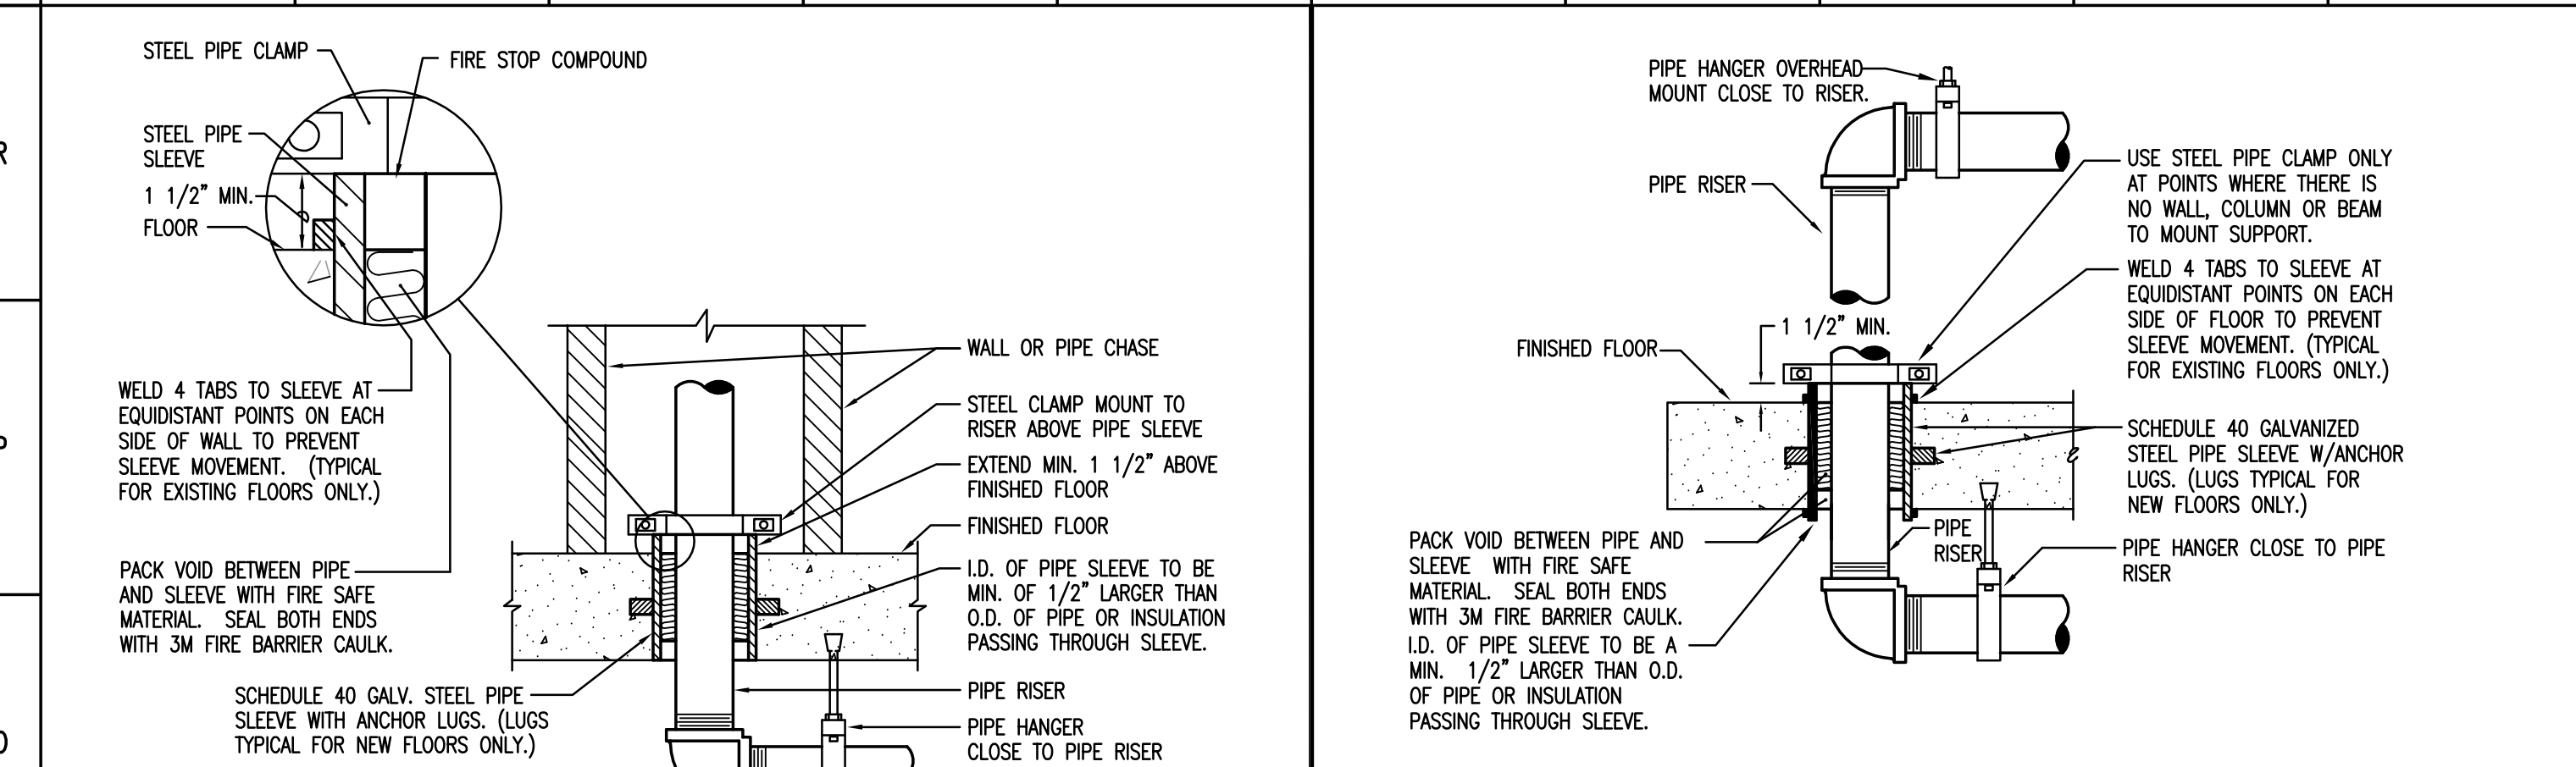 STEEL PIPE CLAMP
FIRE STOP COMPOUND
STEEL PIPE
SLEEVE
1 1/2" MIN.
FLOOR
WELD 4 TABS TO SLEEVE AT
EQUIDISTANT POINTS ON EACH
SIDE OF WALL TO PREVENT
SLEEVE MOVEMENT. (TYPICAL
FOR EXISTING FLOORS ONLY.)
PACK VOID BETWEEN PIPE
AND SLEEVE WITH FIRE SAFE
MATERIAL. SEAL BOTH ENDS
WITH 3M FIRE BARRIER CAULK.
SCHEDULE 40 GALV. STEEL PIPE
SLEEVE WITH ANCHOR LUGS. (LUGS
TYPICAL FOR NEW FLOORS ONLY.)
WALL OR PIPE CHASE
STEEL CLAMP MOUNT TO
RISER ABOVE PIPE SLEEVE
EXTEND MIN. 1 1/2" ABOVE
FINISHED FLOOR
FINISHED FLOOR
I.D. OF PIPE SLEEVE TO BE
MIN. OF 1/2" LARGER THAN
O.D. OF PIPE OR INSULATION
PASSING THROUGH SLEEVE.
PIPE RISER
PIPE HANGER
CLOSE TO PIPE RISER
PIPE HANGER OVERHEAD
MOUNT CLOSE TO RISER.
PIPE RISER
1 1/2" MIN.
FINISHED FLOOR
PACK VOID BETWEEN PIPE AND
SLEEVE WITH FIRE SAFE
MATERIAL. SEAL BOTH ENDS
WITH 3M FIRE BARRIER CAULK.
I.D. OF PIPE SLEEVE TO BE A
MIN. 1/2" LARGER THAN O.D.
OF PIPE OR INSULATION
PASSING THROUGH SLEEVE.
PIPE
RISER
USE STEEL PIPE CLAMP ONLY
AT POINTS WHERE THERE IS
NO WALL, COLUMN OR BEAM
TO MOUNT SUPPORT.
WELD 4 TABS TO SLEEVE AT
EQUIDISTANT POINTS ON EACH
SIDE OF FLOOR TO PREVENT
SLEEVE MOVEMENT. (TYPICAL
FOR EXISTING FLOORS ONLY.)
SCHEDULE 40 GALVANIZED
STEEL PIPE SLEEVE W/ANCHOR
LUGS. (LUGS TYPICAL FOR
NEW FLOORS ONLY.)
PIPE HANGER CLOSE TO PIPE
RISER